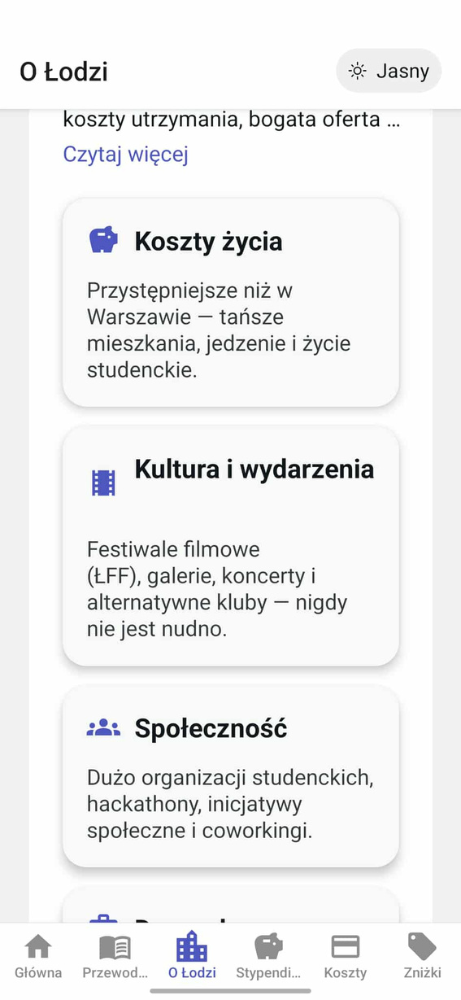 O Łodzi
Jasny
koszty utrzymania, bogata oferta ...
Czytaj więcej
Koszty życia
Przystępniejsze niż w
Warszawie — tańsze
mieszkania, jedzenie i życie
studenckie.
Kultura i wydarzenia
Festiwale filmowe
(ŁFF), galerie, koncerty i
alternatywne kluby — nigdy
nie jest nudno.
Społeczność
Dużo organizacji studenckich,
hackathony, inicjatywy
społeczne i coworkingi.
Główna
Przewod...
O Łodzi
Stypendi...
Koszty
Zniżki